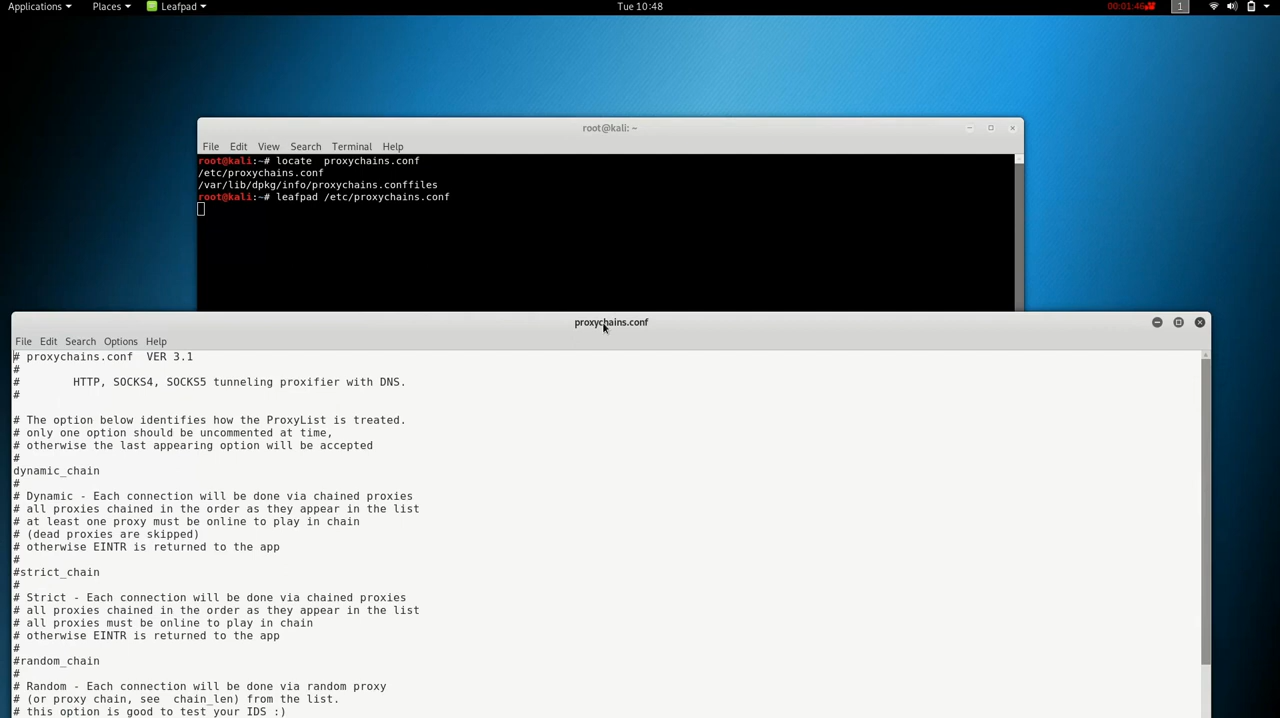 Applications Places Leafpad Tue 10:48 00:01:46 1
root@kali: ~
File Edit View Search Terminal Help
root@kali:~# locate  proxychains.conf
/etc/proxychains.conf
/var/lib/dpkg/info/proxychains.conffiles
root@kali:~# leafpad /etc/proxychains.conf
proxychains.conf
File Edit Search Options Help
# proxychains.conf  VER 3.1
#
#        HTTP, SOCKS4, SOCKS5 tunneling proxifier with DNS.
#
# The option below identifies how the ProxyList is treated.
# only one option should be uncommented at time,
# otherwise the last appearing option will be accepted
#
dynamic_chain
#
# Dynamic - Each connection will be done via chained proxies
# all proxies chained in the order as they appear in the list
# at least one proxy must be online to play in chain
# (dead proxies are skipped)
# otherwise EINTR is returned to the app
#
#strict_chain
#
# Strict - Each connection will be done via chained proxies
# all proxies chained in the order as they appear in the list
# all proxies must be online to play in chain
# otherwise EINTR is returned to the app
#
#random_chain
#
# Random - Each connection will be done via random proxy
# (or proxy chain, see  chain_len) from the list.
# this option is good to test your IDS :)